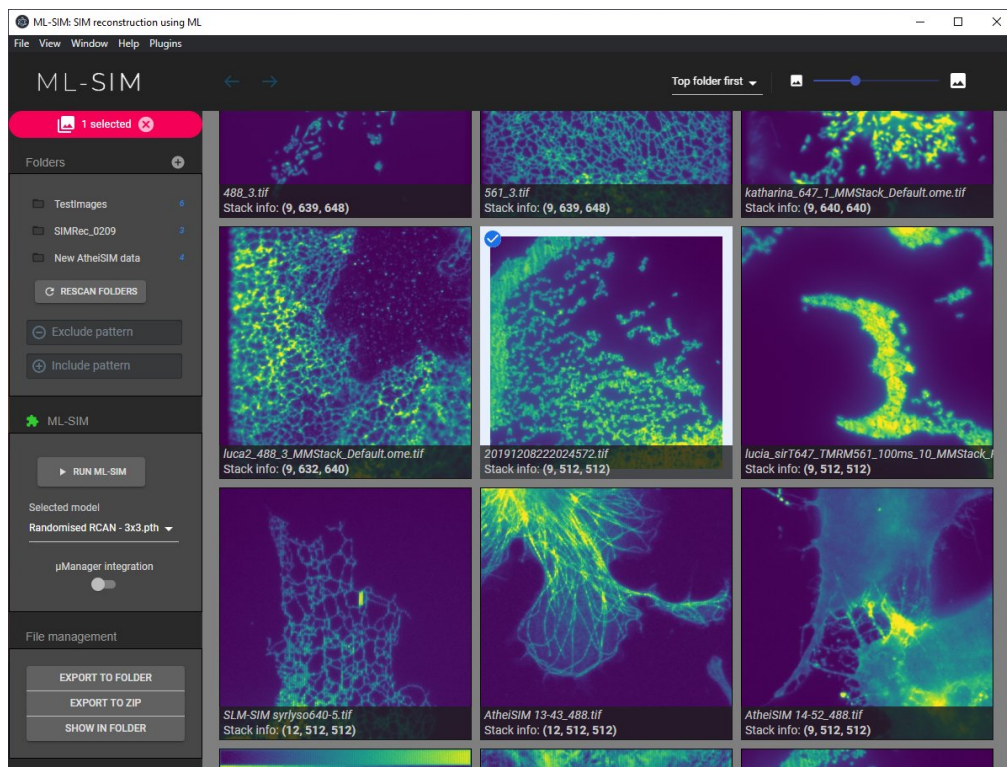 ML-SIM: SIM reconstruction using ML
File View Window Help Plugins
ML-SIM
Top folder first
1 selected
Folders
TestImages 6
SIMRec_0209 3
New AtheiSIM data 4
RESCAN FOLDERS
Exclude pattern
Include pattern
ML-SIM
RUN ML-SIM
Selected model
Randomised RCAN - 3x3.pth
µManager integration
File management
EXPORT TO FOLDER
EXPORT TO ZIP
SHOW IN FOLDER
488_3.tif
Stack info: (9, 639, 648)
561_3.tif
Stack info: (9, 639, 648)
katharina_647_1_MMStack_Default.ome.tif
Stack info: (9, 640, 640)
luca2_488_3_MMStack_Default.ome.tif
Stack info: (9, 632, 640)
20191208222024572.tif
Stack info: (9, 512, 512)
lucia_sirT647_TMRM561_100ms_10_MMStack_
Stack info: (9, 512, 512)
SLM-SIM syrlyso640-5.tif
Stack info: (12, 512, 512)
AtheiSIM 13-43_488.tif
Stack info: (12, 512, 512)
AtheiSIM 14-52_488.tif
Stack info: (9, 512, 512)